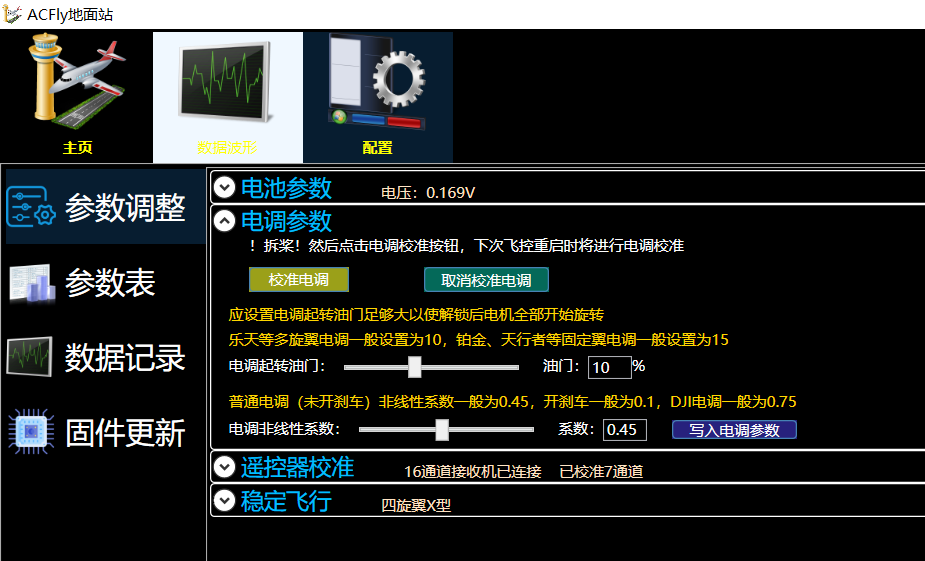 ACFly地面站
主页
数据波形
配置
参数调整
参数表
数据记录
固件更新
电池参数 电压：0.169V
电调参数
！拆桨！然后点击电调校准按钮，下次飞控重启时将进行电调校准
校准电调 取消校准电调
应设置电调起转油门足够大以使解锁后电机全部开始旋转
乐天等多旋翼电调一般设置为10，铂金、天行者等固定翼电调一般设置为15
电调起转油门： 油门： 10 %
普通电调（未开刹车）非线性系数一般为0.45，开刹车一般为0.1，DJI电调一般为0.75
电调非线性系数： 系数： 0.45 写入电调参数
遥控器校准 16通道接收机已连接 已校准7通道
稳定飞行 四旋翼X型